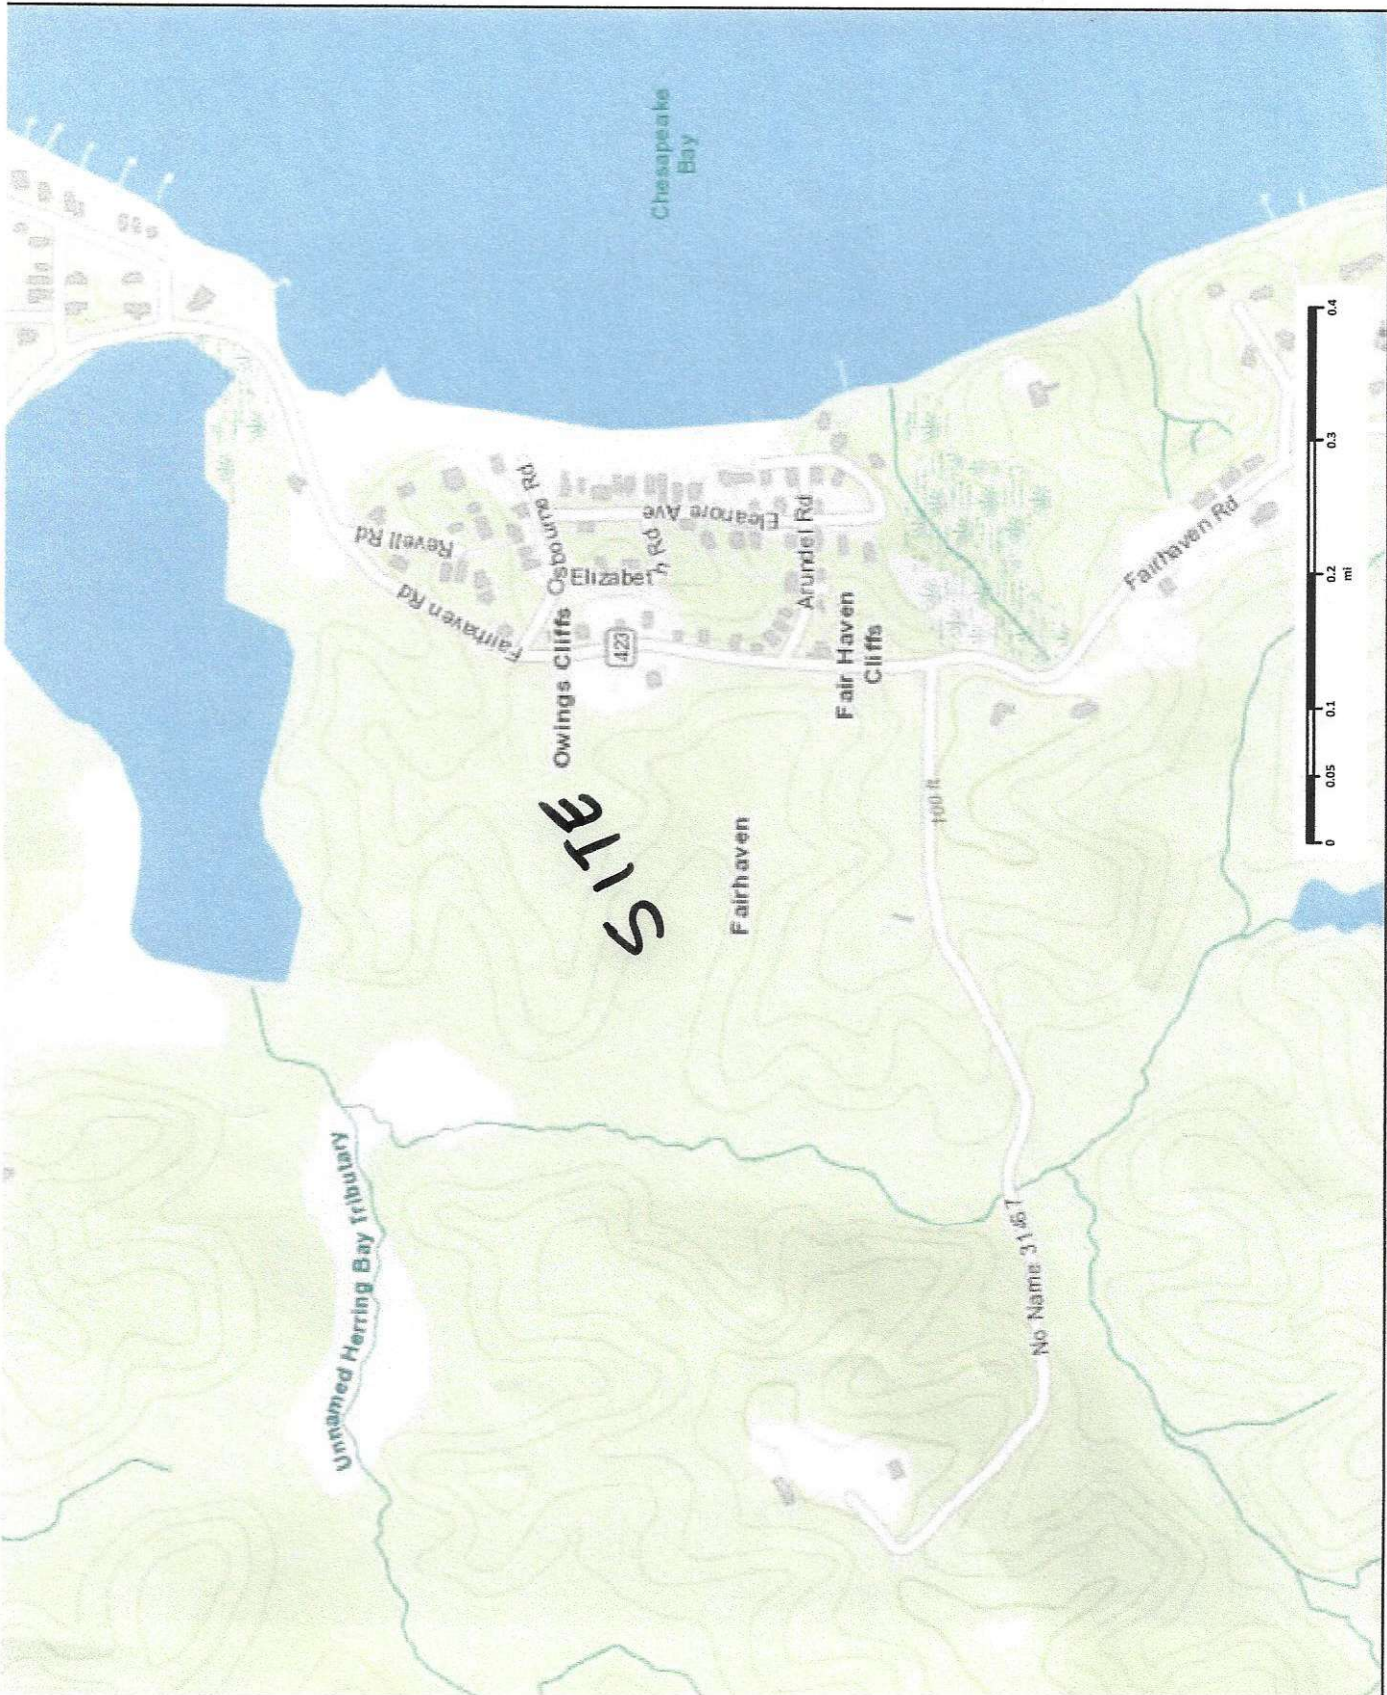 Chesapeake
Bay
Revell Rd
Fairhaven Rd
Osbourne Rd
Owings Cliffs
Elizabet
h Rd
Eleanore Ave
423
Arundel Rd
Fair Haven
Cliffs
SITE
Fairhaven
100 ft
Fairhaven Rd
Unnamed Herring Bay Tributary
No Name 31467
0
0.05
0.1
0.2
0.3
0.4
mi